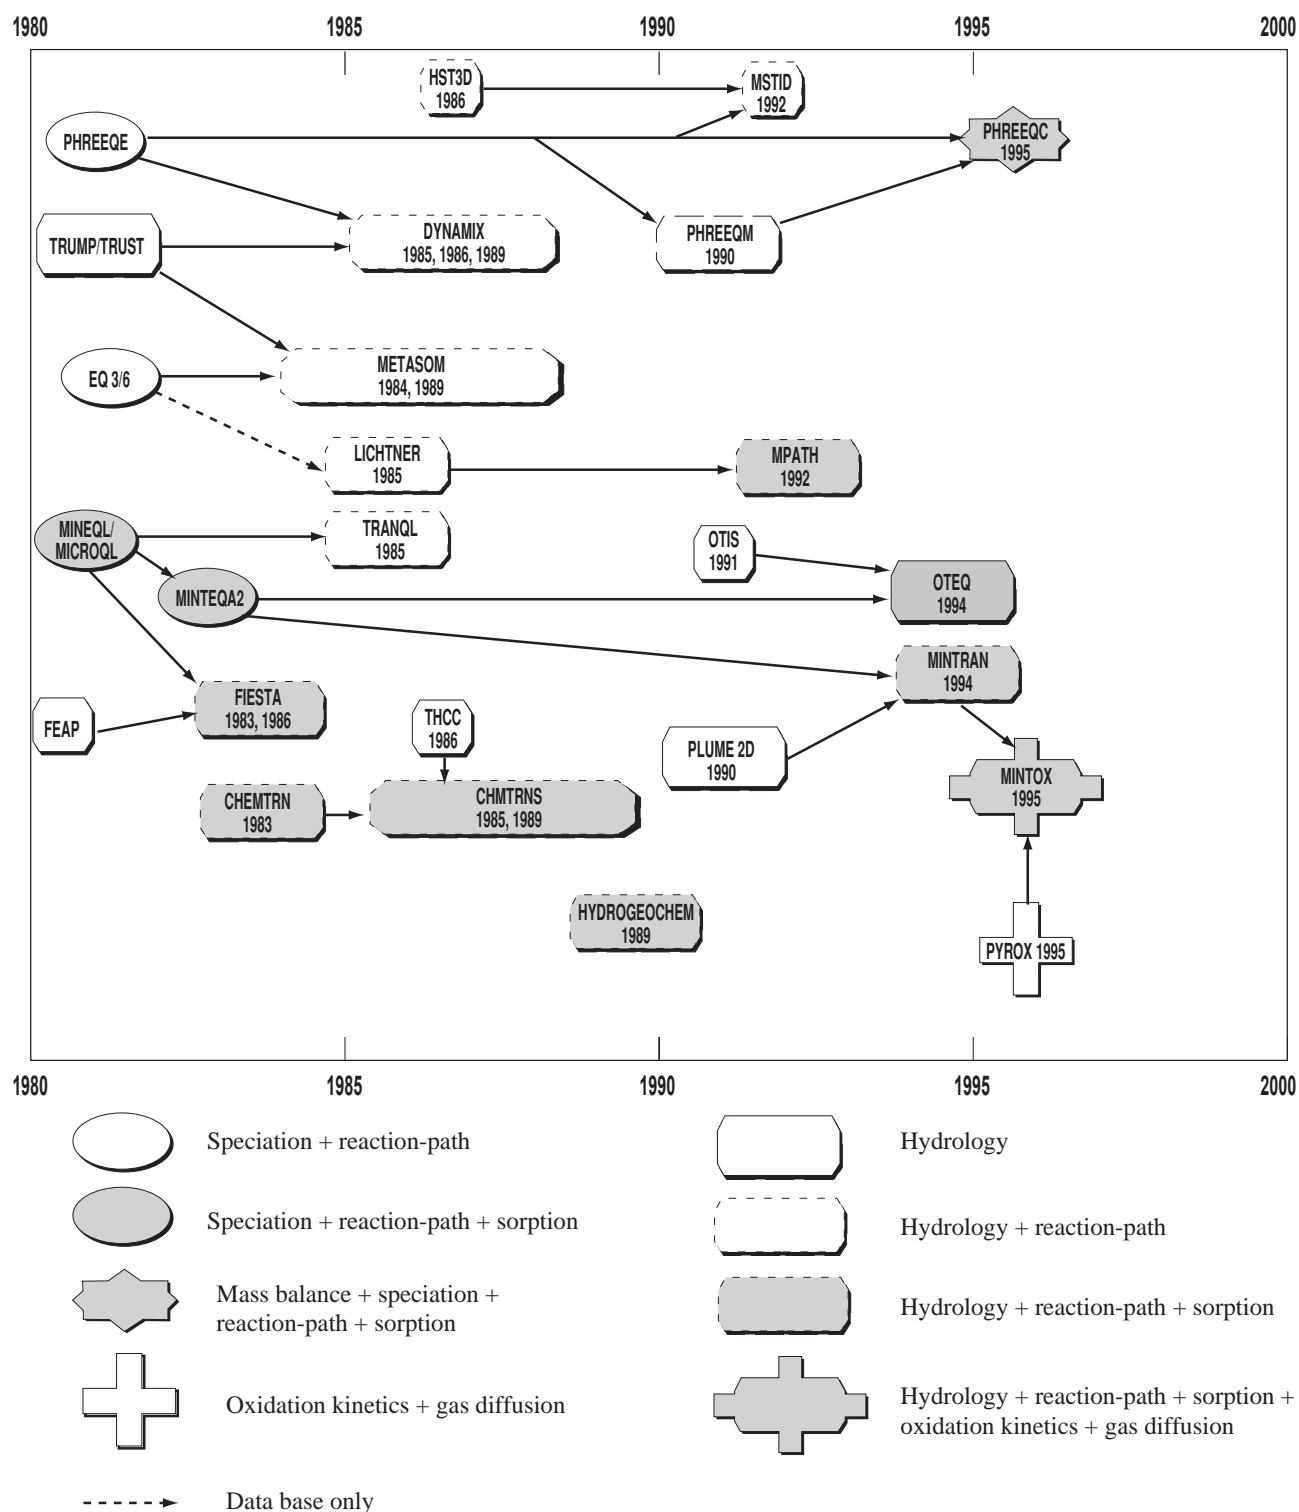 1980 1985 1990 1995 2000
HST3D
1986
MSTID
1992
PHREEQE
PHREEQC
1995
TRUMP/TRUST
DYNAMIX
1985, 1986, 1989
PHREEQM
1990
EQ 3/6
METASOM
1984, 1989
LICHTNER
1985
MPATH
1992
MINEQL/
MICROQL
TRANQL
1985
OTIS
1991
MINTEQA2
OTEQ
1994
MINTRAN
1994
FIESTA
1983, 1986
FEAP
THCC
1986
PLUME 2D
1990
MINTOX
1995
CHEMTRN
1983
CHMTRNS
1985, 1989
HYDROGEOCHEM
1989
PYROX 1995
1980 1985 1990 1995 2000
Speciation + reaction-path
Speciation + reaction-path + sorption
Mass balance + speciation +
reaction-path + sorption
Oxidation kinetics + gas diffusion
Data base only
Hydrology
Hydrology + reaction-path
Hydrology + reaction-path + sorption
Hydrology + reaction-path + sorption +
oxidation kinetics + gas diffusion